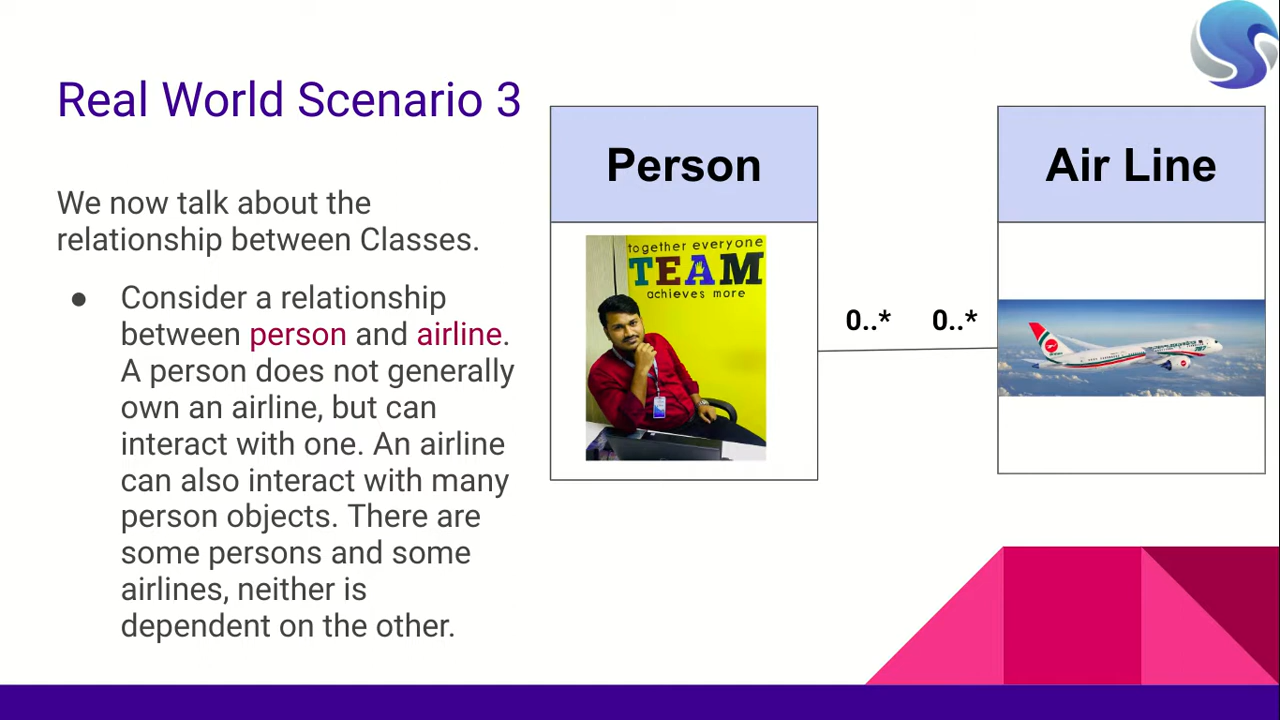 Real World Scenario 3
We now talk about the
relationship between Classes.
● Consider a relationship
between person and airline.
A person does not generally
own an airline, but can
interact with one. An airline
can also interact with many
person objects. There are
some persons and some
airlines, neither is
dependent on the other.
Person
together everyone
TEAM
achieves more
0..* 0..*
Air Line